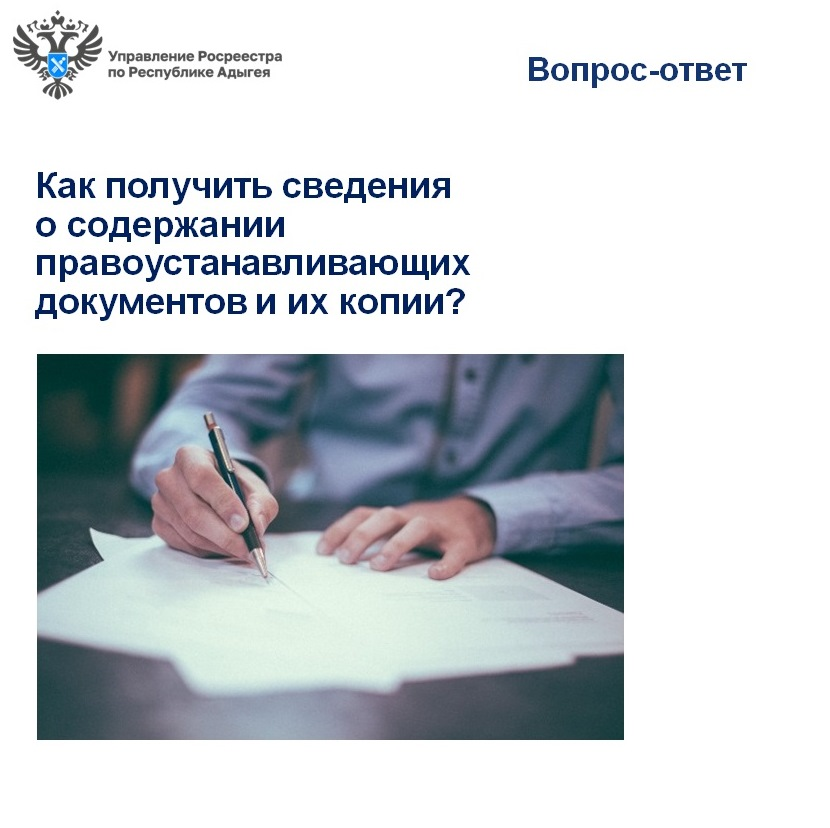 Управление Росреестра
по Республике Адыгея
Вопрос-ответ
Как получить сведения
о содержании
правоустанавливающих
документов и их копии?